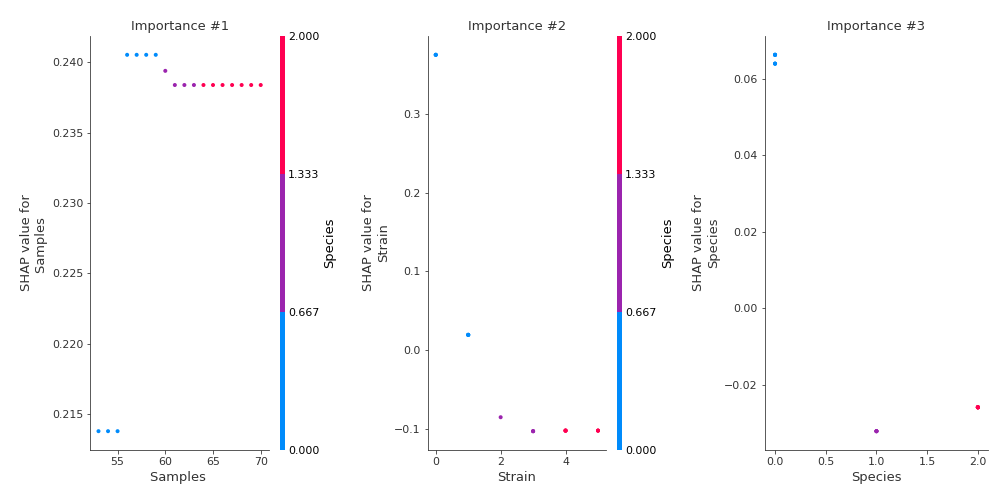 Importance #1
SHAP value for
Samples
0.240
0.235
0.230
0.225
0.220
0.215
55
60
65
70
Samples
2.000
1.333
0.667
0.000
Species
Importance #2
SHAP value for
Strain
0.3
0.2
0.1
0.0
−0.1
0
2
4
Strain
2.000
1.333
0.667
0.000
Species
Importance #3
SHAP value for
Species
0.06
0.04
0.02
0.00
−0.02
0.0
0.5
1.0
1.5
2.0
Species